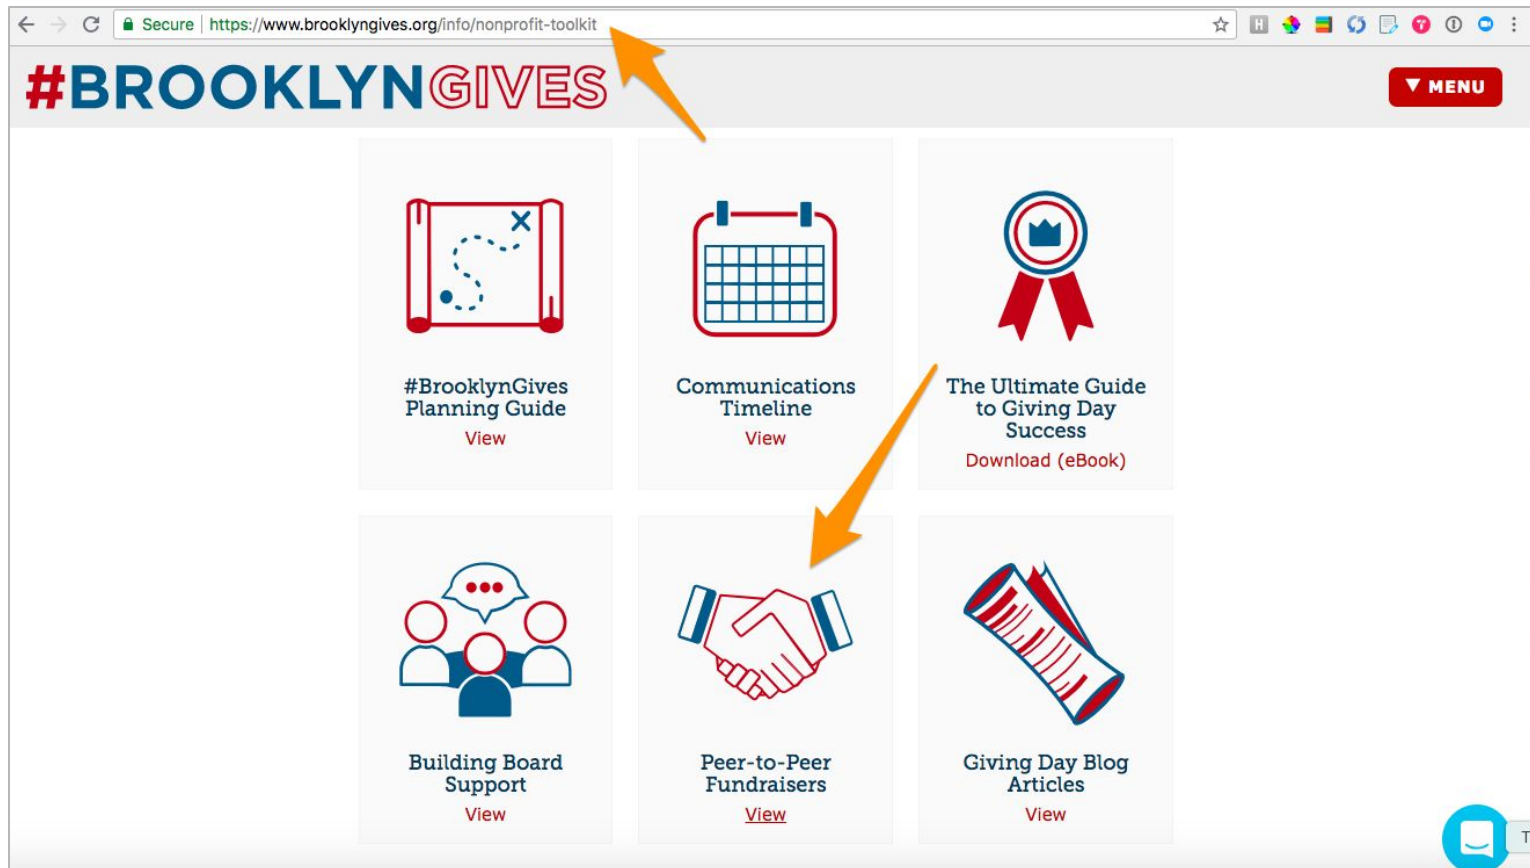 Secure | https://www.brooklyngives.org/info/nonprofit-toolkit
#BROOKLYNGIVES
▼ MENU
#BrooklynGives
Planning Guide
View
Communications
Timeline
View
The Ultimate Guide
to Giving Day
Success
Download (eBook)
Building Board
Support
View
Peer-to-Peer
Fundraisers
View
Giving Day Blog
Articles
View
T